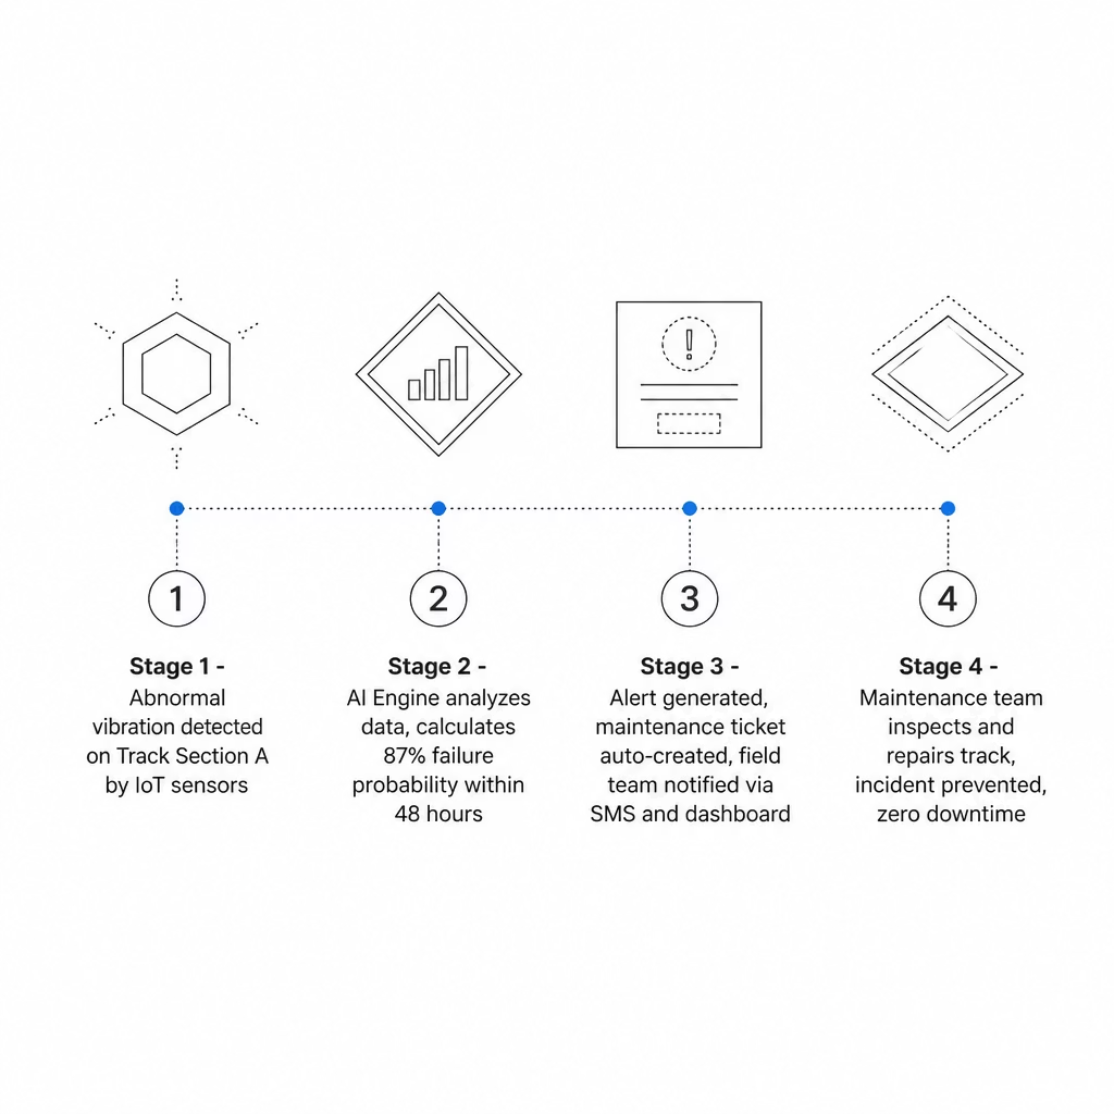 !
1
2
3
4
Stage 1 -
Abnormal
vibration detected
on Track Section A
by IoT sensors
Stage 2 -
AI Engine analyzes
data, calculates
87% failure
probability within
48 hours
Stage 3 -
Alert generated,
maintenance ticket
auto-created, field
team notified via
SMS and dashboard
Stage 4 -
Maintenance team
inspects and
repairs track,
incident prevented,
zero downtime